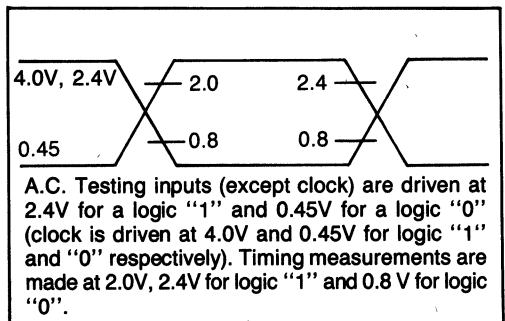 4.0V, 2.4V 2.0 2.4
0.8 0.8
0.45
A.C. Testing inputs (except clock) are driven at
2.4V for a logic “1” and 0.45V for a logic “0”
(clock is driven at 4.0V and 0.45V for logic “1”
and “0” respectively). Timing measurements are
made at 2.0V, 2.4V for logic “1” and 0.8 V for logic
“0”.